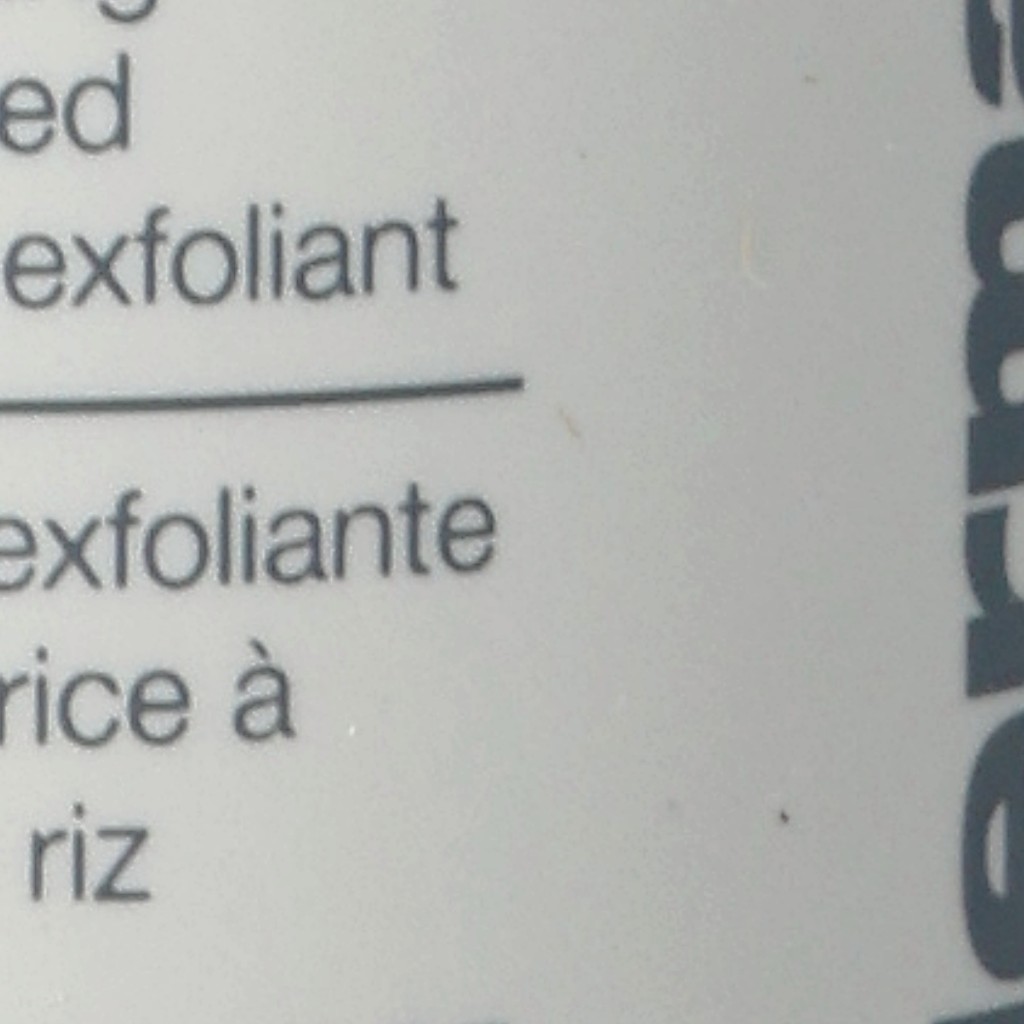 ed
exfoliant
exfoliante
rice à
riz